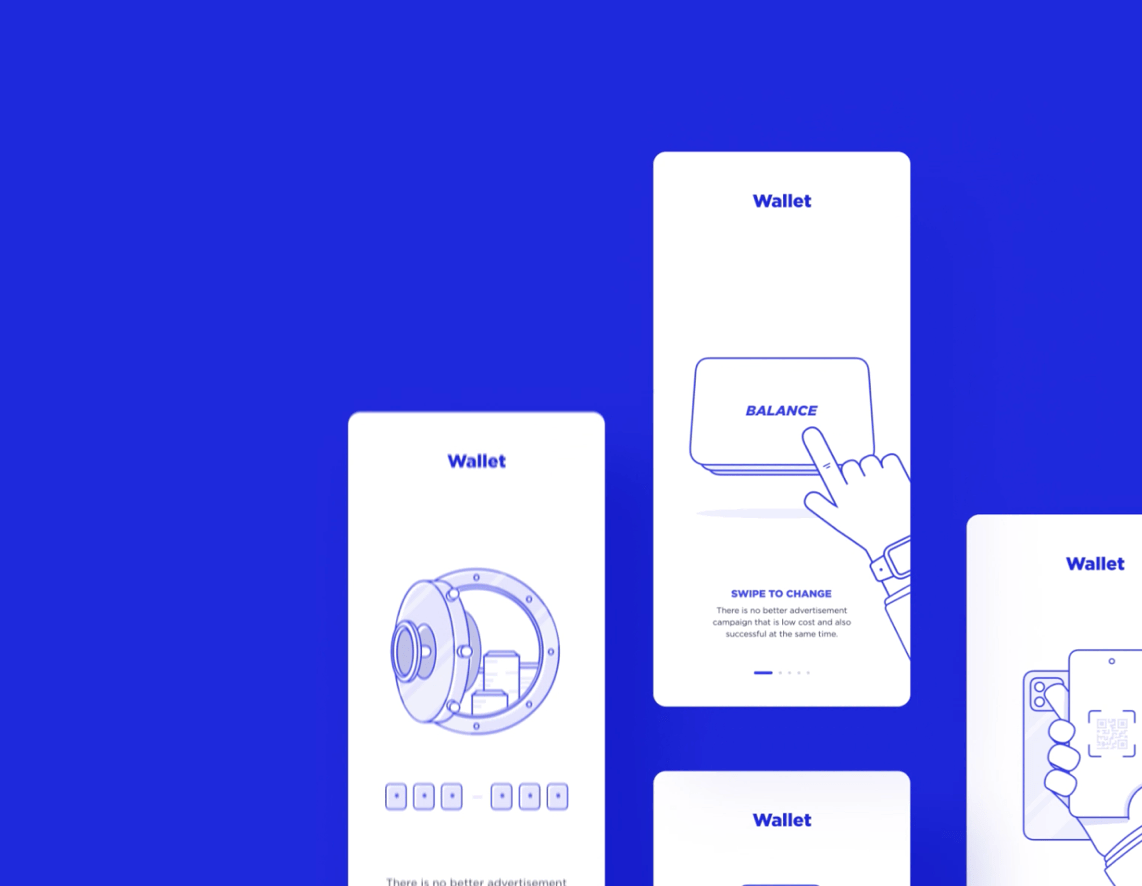 Wallet
BALANCE
SWIPE TO CHANGE
There is no better advertisement
campaign that is low cost and also
successful at the same time.
Wallet
There is no better advertisement
Wallet
Wallet